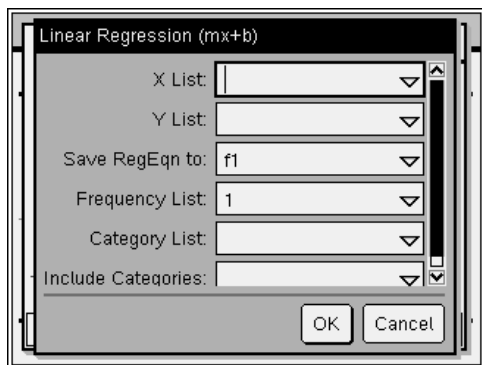 Linear Regression (mx+b)
X List:
Y List:
Save RegEqn to: f1
Frequency List: 1
Category List:
Include Categories:
OK Cancel